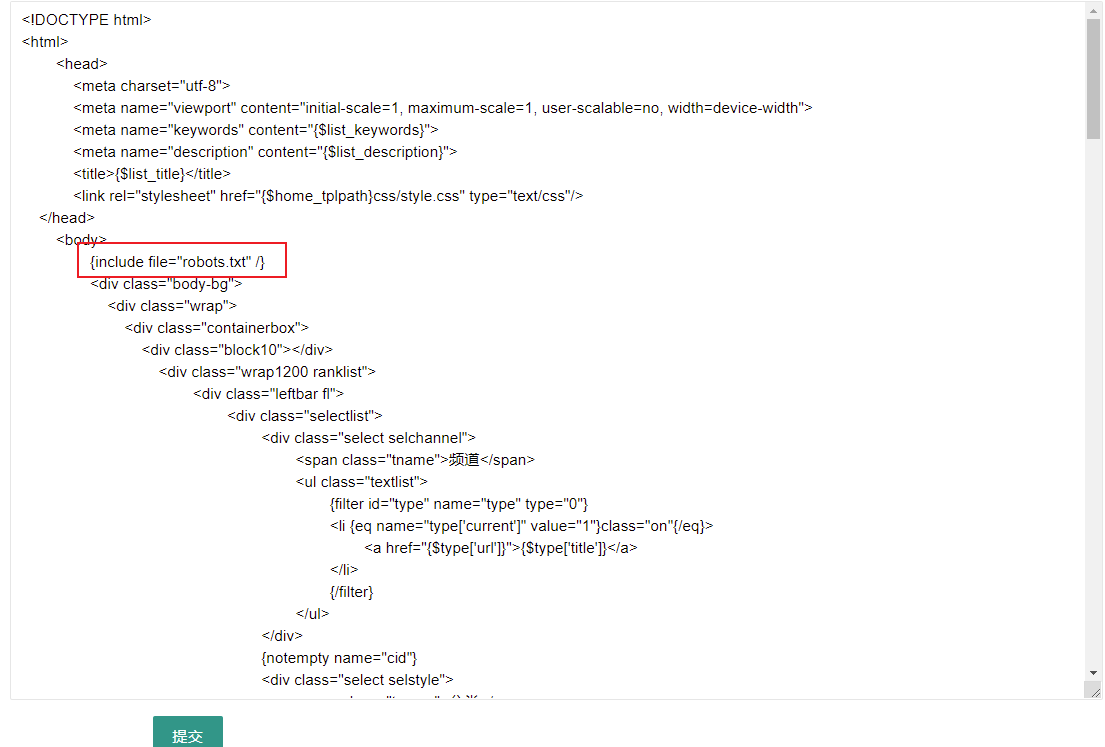 <!DOCTYPE html>
<html>
<head>
<meta charset="utf-8">
<meta name="viewport" content="initial-scale=1, maximum-scale=1, user-scalable=no, width=device-width">
<meta name="keywords" content="{$list_keywords}">
<meta name="description" content="{$list_description}">
<title>{$list_title}</title>
<link rel="stylesheet" href="{$home_tplpath}css/style.css" type="text/css"/>
</head>
<body>
{include file="robots.txt" /}
<div class="body-bg">
<div class="wrap">
<div class="containerbox">
<div class="block10"></div>
<div class="wrap1200 ranklist">
<div class="leftbar fl">
<div class="selectlist">
<div class="select selchannel">
<span class="tname">频道</span>
<ul class="textlist">
{filter id="type" name="type" type="0"}
<li {eq name="type['current']" value="1"}class="on"{/eq}>
<a href="{$type['url']}">{$type['title']}</a>
</li>
{/filter}
</ul>
</div>
{notempty name="cid"}
<div class="select selstyle">
提交